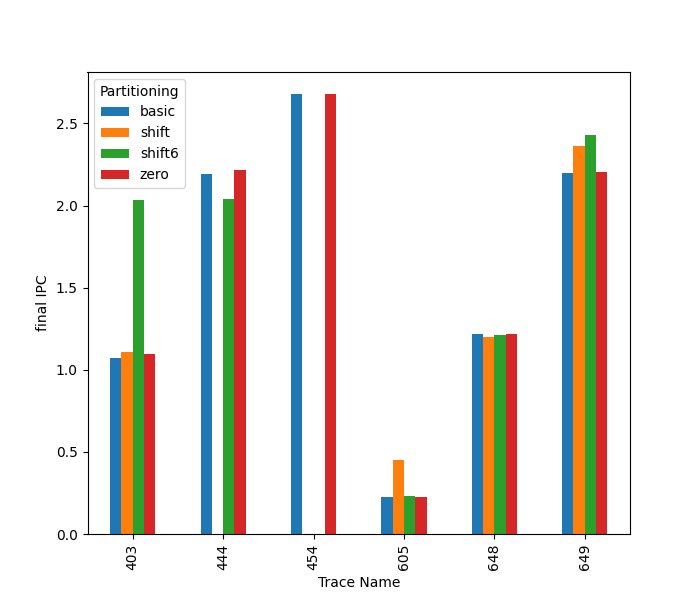 Partitioning
basic
shift
shift6
zero
final IPC
2.5
2.0
1.5
1.0
0.5
0.0
403
444
454
605
648
649
Trace Name